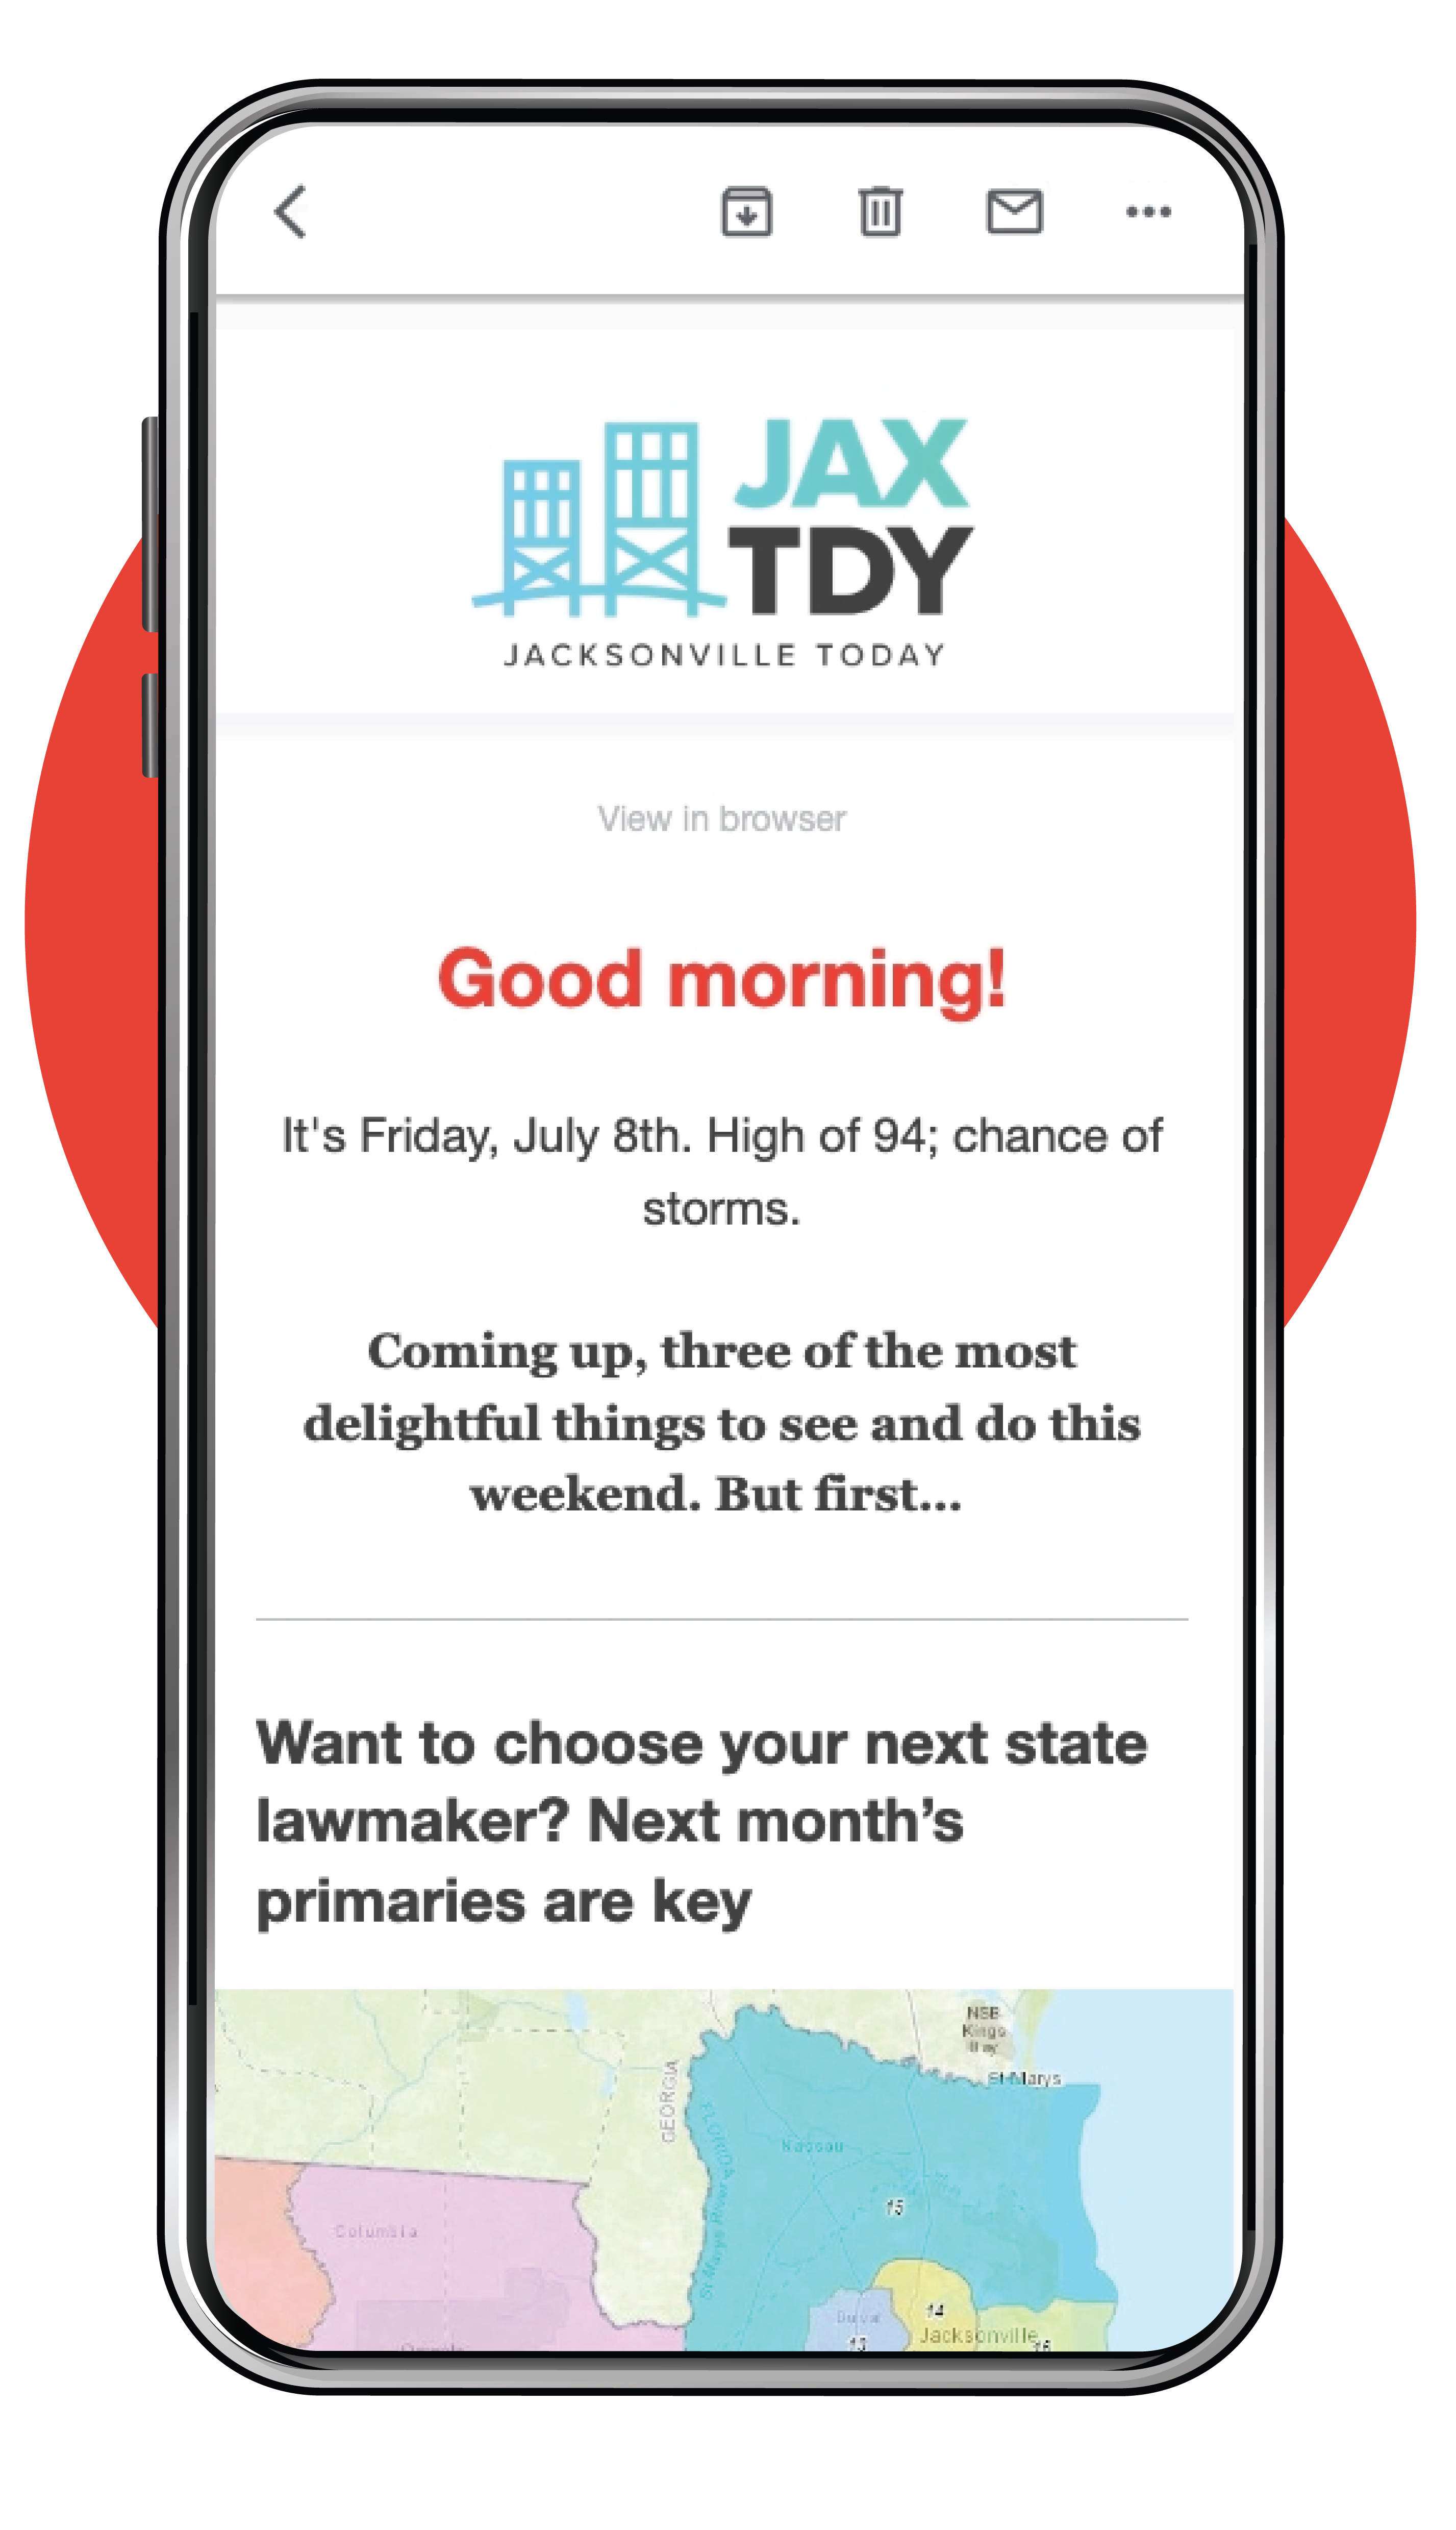 JAX
TDY
JACKSONVILLE TODAY
View in browser
Good morning!
It's Friday, July 8th. High of 94; chance of
storms.
Coming up, three of the most
delightful things to see and do this
weekend. But first...
Want to choose your next state
lawmaker? Next month’s
primaries are key
NSB
Kings
Bay
St Marys
GEORGIA
FLORIDA
St Marys River
Nassau
15
Columbia
Duval
14
13
Jacksonville
16